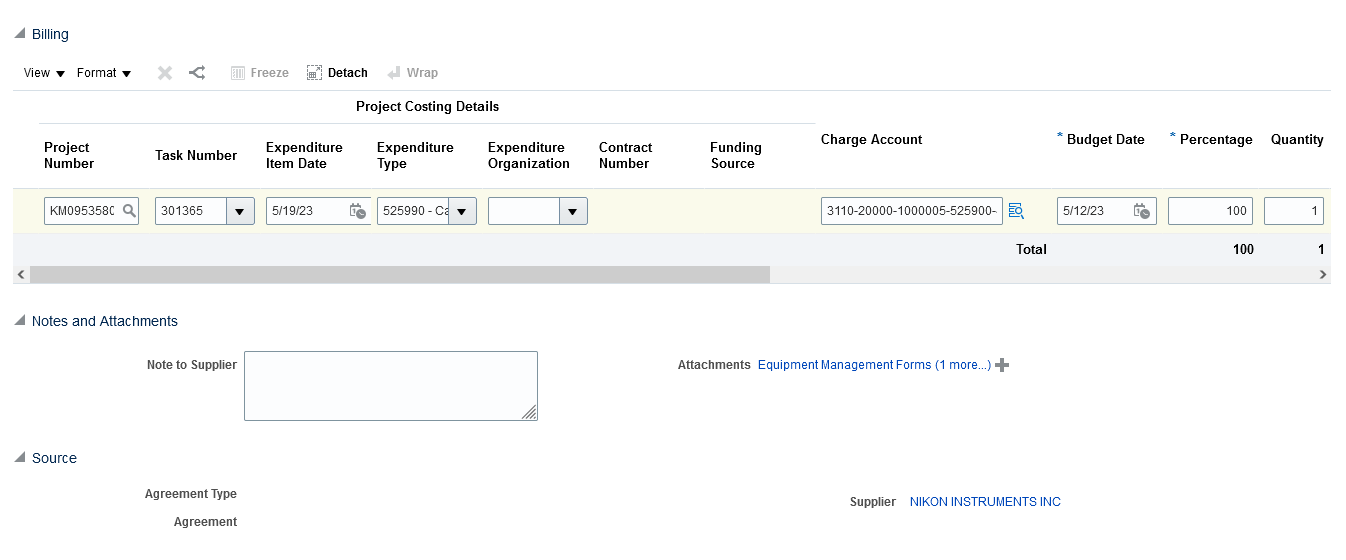 Billing
View Format Freeze Detach Wrap
Project Costing Details
Project Number
Task Number
Expenditure Item Date
Expenditure Type
Expenditure Organization
Contract Number
Funding Source
Charge Account
* Budget Date
* Percentage
Quantity
KM0953580 301365 5/19/23 525990 - Ca 3110-20000-1000005-525900- 5/12/23 100 1
Total 100 1
Notes and Attachments
Note to Supplier
Attachments Equipment Management Forms (1 more...)
Source
Agreement Type
Supplier NIKON INSTRUMENTS INC
Agreement